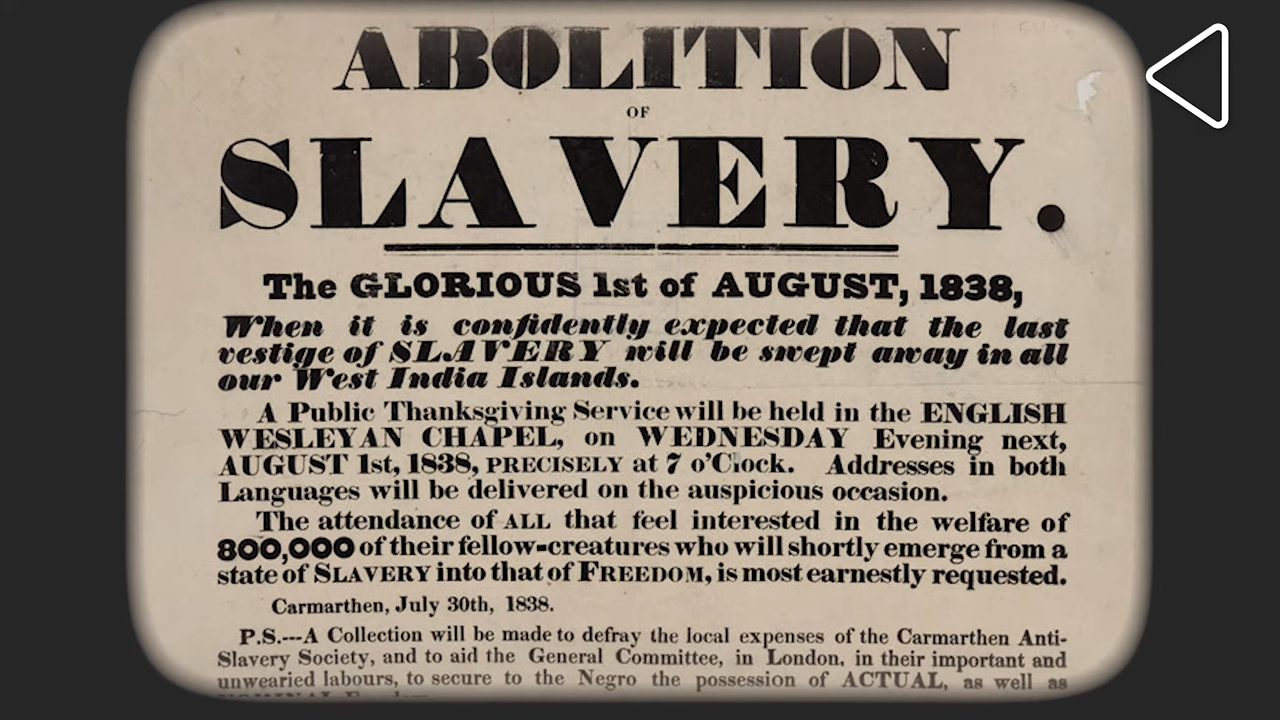 ABOLITION
OF
SLAVERY.
The GLORIOUS 1st of AUGUST, 1838,
When it is confidently expected that the last
vestige of SLAVERY will be swept away in all
our West India Islands.
A Public Thanksgiving Service will be held in the ENGLISH
WESLEYAN CHAPEL, on WEDNESDAY Evening next,
AUGUST 1st, 1838, PRECISELY at 7 o'Clock. Addresses in both
Languages will be delivered on the auspicious occasion.
The attendance of ALL that feel interested in the welfare of
800,000 of their fellow-creatures who will shortly emerge from a
state of SLAVERY into that of FREEDOM, is most earnestly requested.
Carmarthen, July 30th, 1838.
P.S.---A Collection will be made to defray the local expenses of the Carmarthen Anti-
Slavery Society, and to aid the General Committee, in London, in their important and
unwearied labours, to secure to the Negro the possession of ACTUAL, as well as